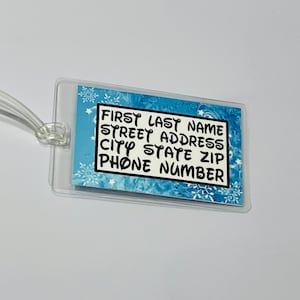 FIRST LAST NAME
STREET ADDRESS
CITY STATE ZIP
PHONE NUMBER